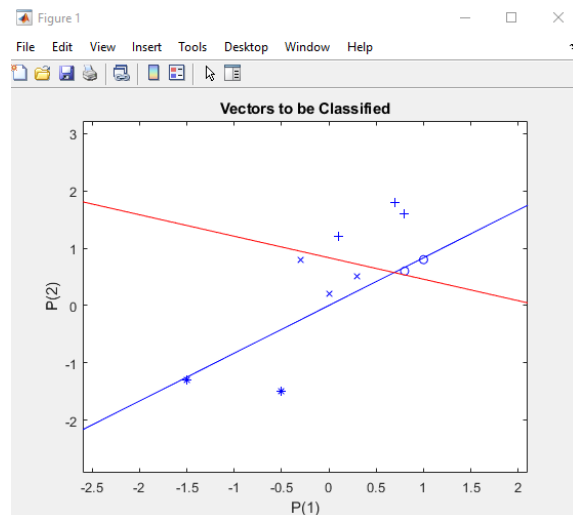 Figure 1
File Edit View Insert Tools Desktop Window Help
Vectors to be Classified
3
2
1
0
-1
-2
P(2)
-2.5 -2 -1.5 -1 -0.5 0 0.5 1 1.5 2
P(1)